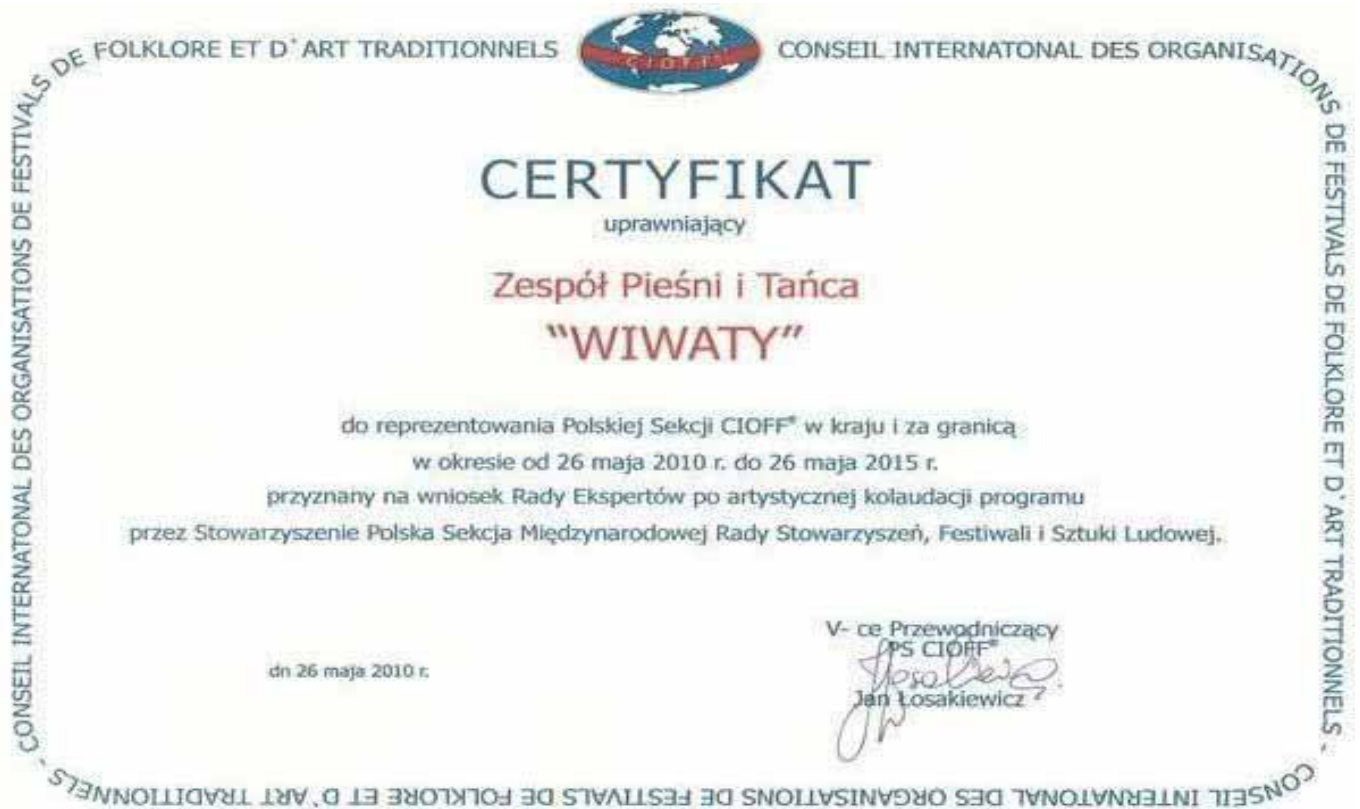 CONSEIL INTERNATONAL DES ORGANISATIONS DE FESTIVALS DE FOLKLORE ET D`ART TRADITIONNELS
CIOFF
CONSEIL INTERNATONAL DES ORGANISATIONS DE FESTIVALS DE FOLKLORE ET D`ART TRADITIONNELS -
CERTYFIKAT
uprawniający
Zespół Pieśni i Tańca
“WIWATY”
do reprezentowania Polskiej Sekcji CIOFF® w kraju i za granicą
w okresie od 26 maja 2010 r. do 26 maja 2015 r.
przyznany na wniosek Rady Ekspertów po artystycznej kolaudacji programu
przez Stowarzyszenie Polska Sekcja Międzynarodowej Rady Stowarzyszeń, Festiwali i Sztuki Ludowej.
V- ce Przewodniczący
PS CIOFF®
dn 26 maja 2010 r.
Jan Łosakiewicz
CONSEIL INTERNATONAL DES ORGANISATIONS DE FESTIVALS DE FOLKLORE ET D`ART TRADITIONNELS -